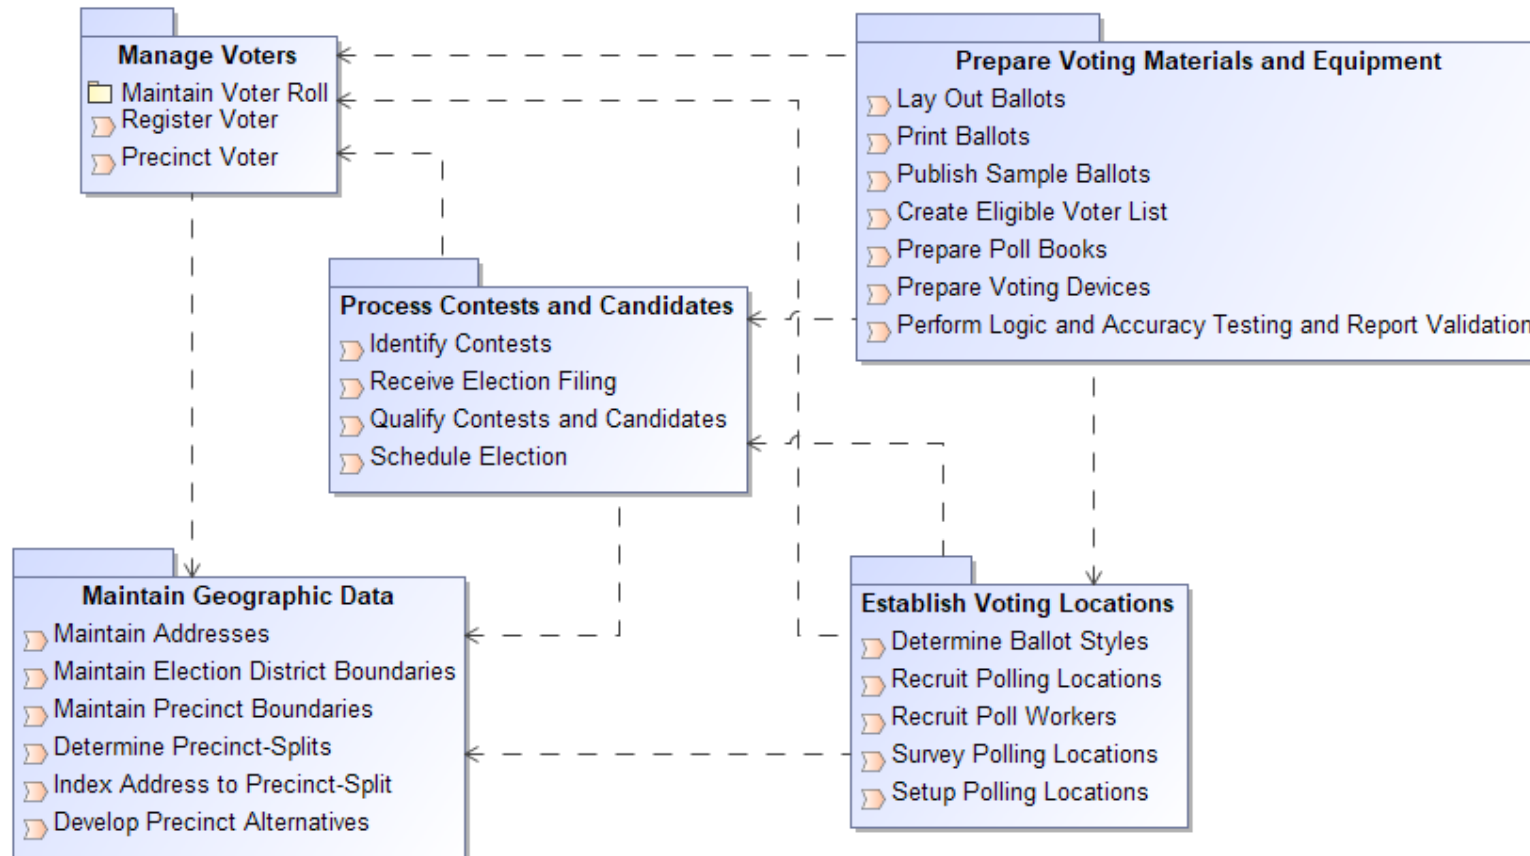 Manage Voters
Maintain Voter Roll
Register Voter
Precinct Voter
Prepare Voting Materials and Equipment
Lay Out Ballots
Print Ballots
Publish Sample Ballots
Create Eligible Voter List
Prepare Poll Books
Prepare Voting Devices
Perform Logic and Accuracy Testing and Report Validation
Process Contests and Candidates
Identify Contests
Receive Election Filing
Qualify Contests and Candidates
Schedule Election
Maintain Geographic Data
Maintain Addresses
Maintain Election District Boundaries
Maintain Precinct Boundaries
Determine Precinct-Splits
Index Address to Precinct-Split
Develop Precinct Alternatives
Establish Voting Locations
Determine Ballot Styles
Recruit Polling Locations
Recruit Poll Workers
Survey Polling Locations
Setup Polling Locations